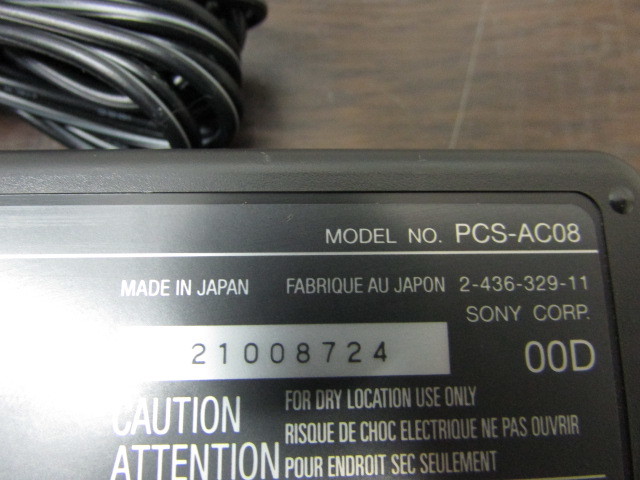 MODEL NO. PCS-AC08
MADE IN JAPAN FABRIQUE AU JAPON 2-436-329-11
SONY CORP.
21008724 00D
CAUTION FOR DRY LOCATION USE ONLY
RISQUE DE CHOC ELECTRIQUE NE PAS OUVRIR
ATTENTION POUR ENDROIT SEC SEULEMENT